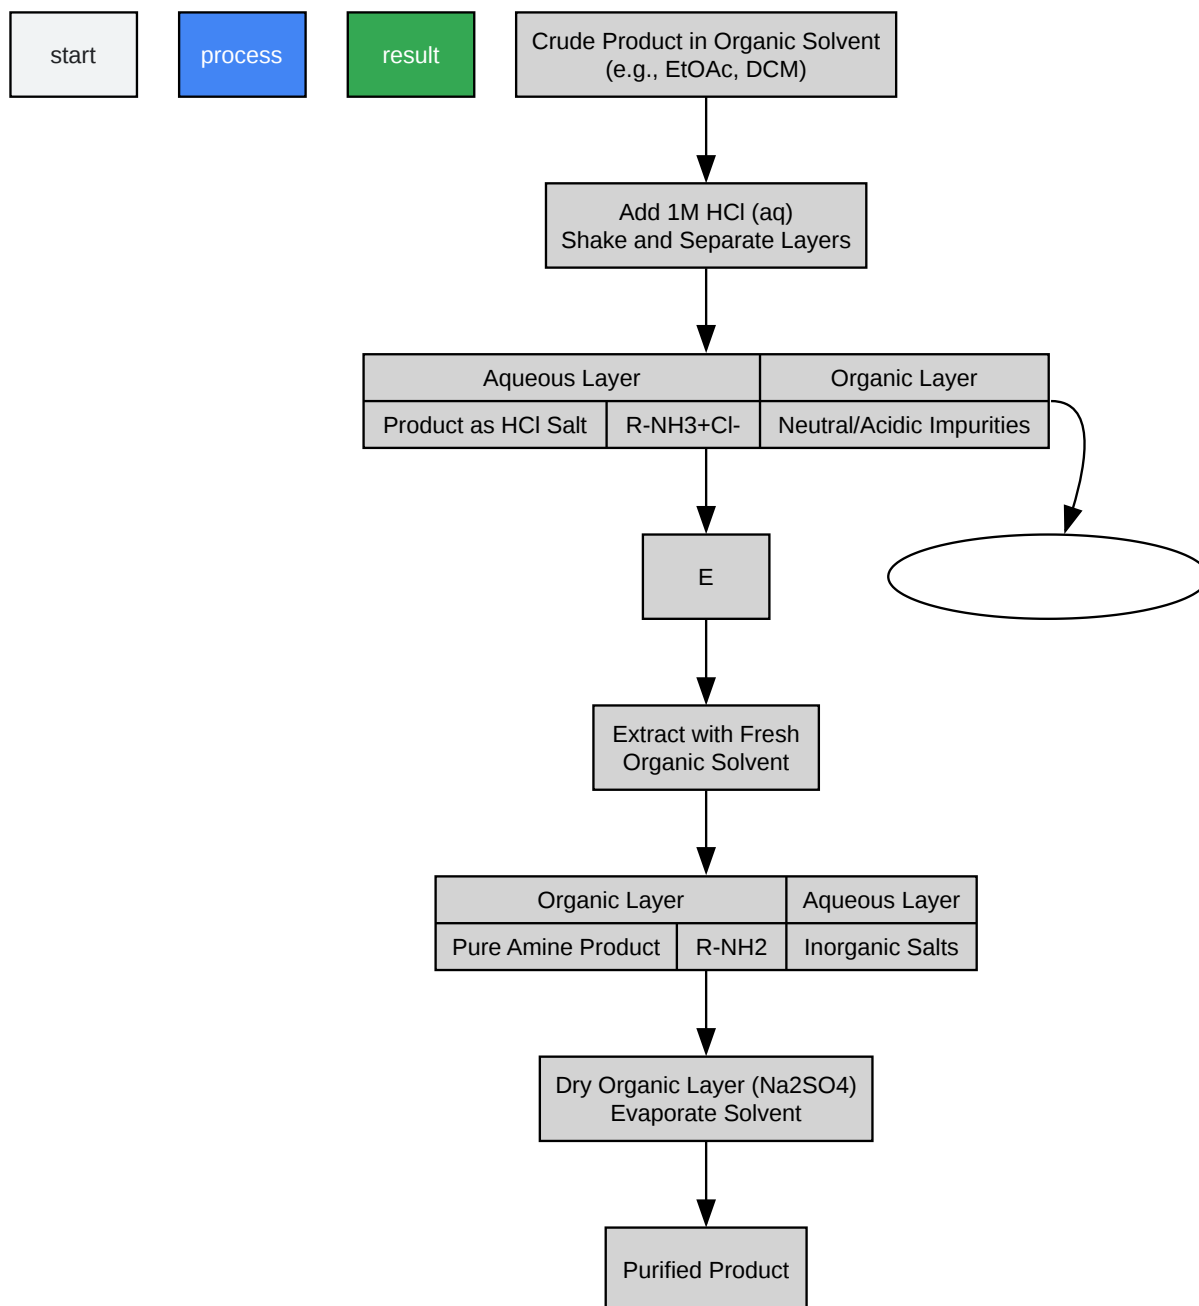 start
process
result
Crude Product in Organic Solvent
(e.g., EtOAc, DCM)
Add 1M HCl (aq)
Shake and Separate Layers
Aqueous Layer
Organic Layer
Product as HCl Salt
R-NH3+Cl-
Neutral/Acidic Impurities
E
Extract with Fresh
Organic Solvent
Organic Layer
Aqueous Layer
Pure Amine Product
R-NH2
Inorganic Salts
Dry Organic Layer (Na2SO4)
Evaporate Solvent
Purified Product